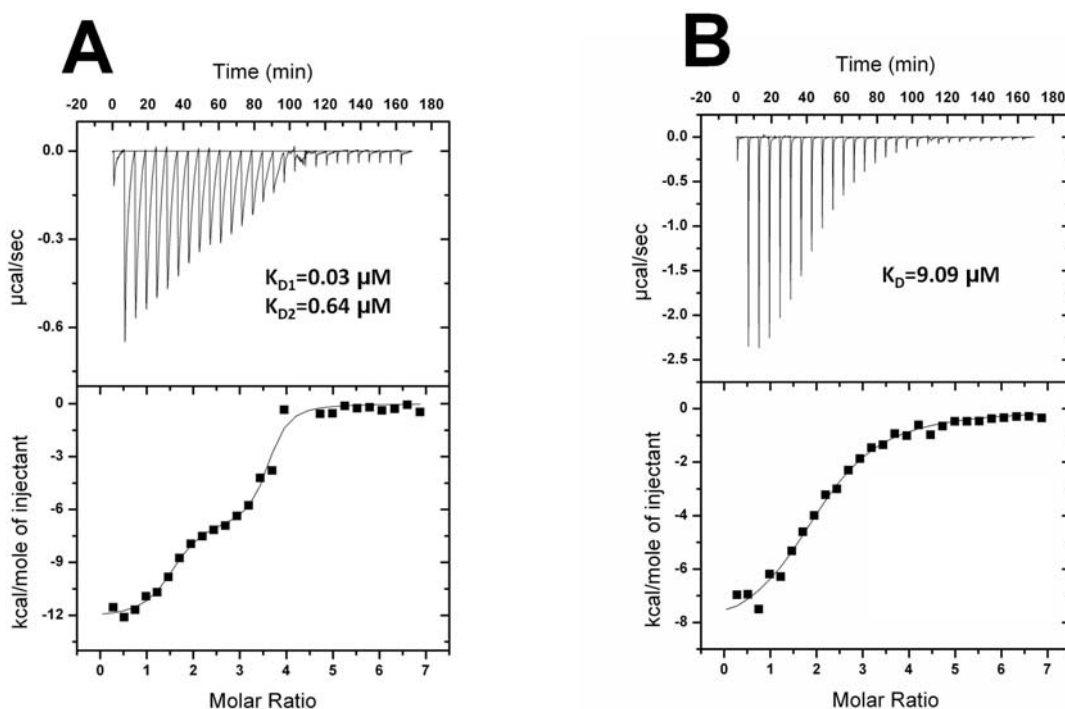 A
Time (min)
-20 0 20 40 60 80 100 120 140 160 180
0.0
-0.3
-0.6
µcal/sec
KD1=0.03 µM
KD2=0.64 µM
0
-3
-6
-9
-12
kcal/mole of injectant
0 1 2 3 4 5 6 7
Molar Ratio
B
Time (min)
-20 0 20 40 60 80 100 120 140 160 180
0.0
-0.5
-1.0
-1.5
-2.0
-2.5
µcal/sec
KD=9.09 µM
0
-2
-4
-6
-8
kcal/mole of injectant
0 1 2 3 4 5 6 7
Molar Ratio